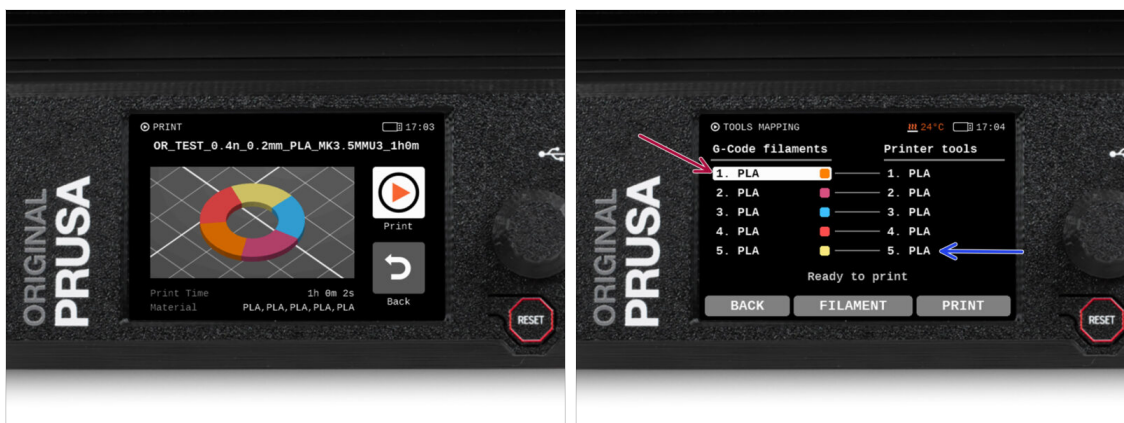 ORIGINAL
PRUSA
PRINT 17:03
OR_TEST_0.4n_0.2mm_PLA_MK3.5MMU3_1h0m
Print
Back
Print Time 1h 0m 2s
Material PLA,PLA,PLA,PLA,PLA
RESET
ORIGINAL
PRUSA
TOOLS MAPPING 24°C 17:04
G-Code filaments Printer tools
1. PLA 1. PLA
2. PLA 2. PLA
3. PLA 3. PLA
4. PLA 4. PLA
5. PLA 5. PLA
Ready to print
BACK FILAMENT PRINT
RESET